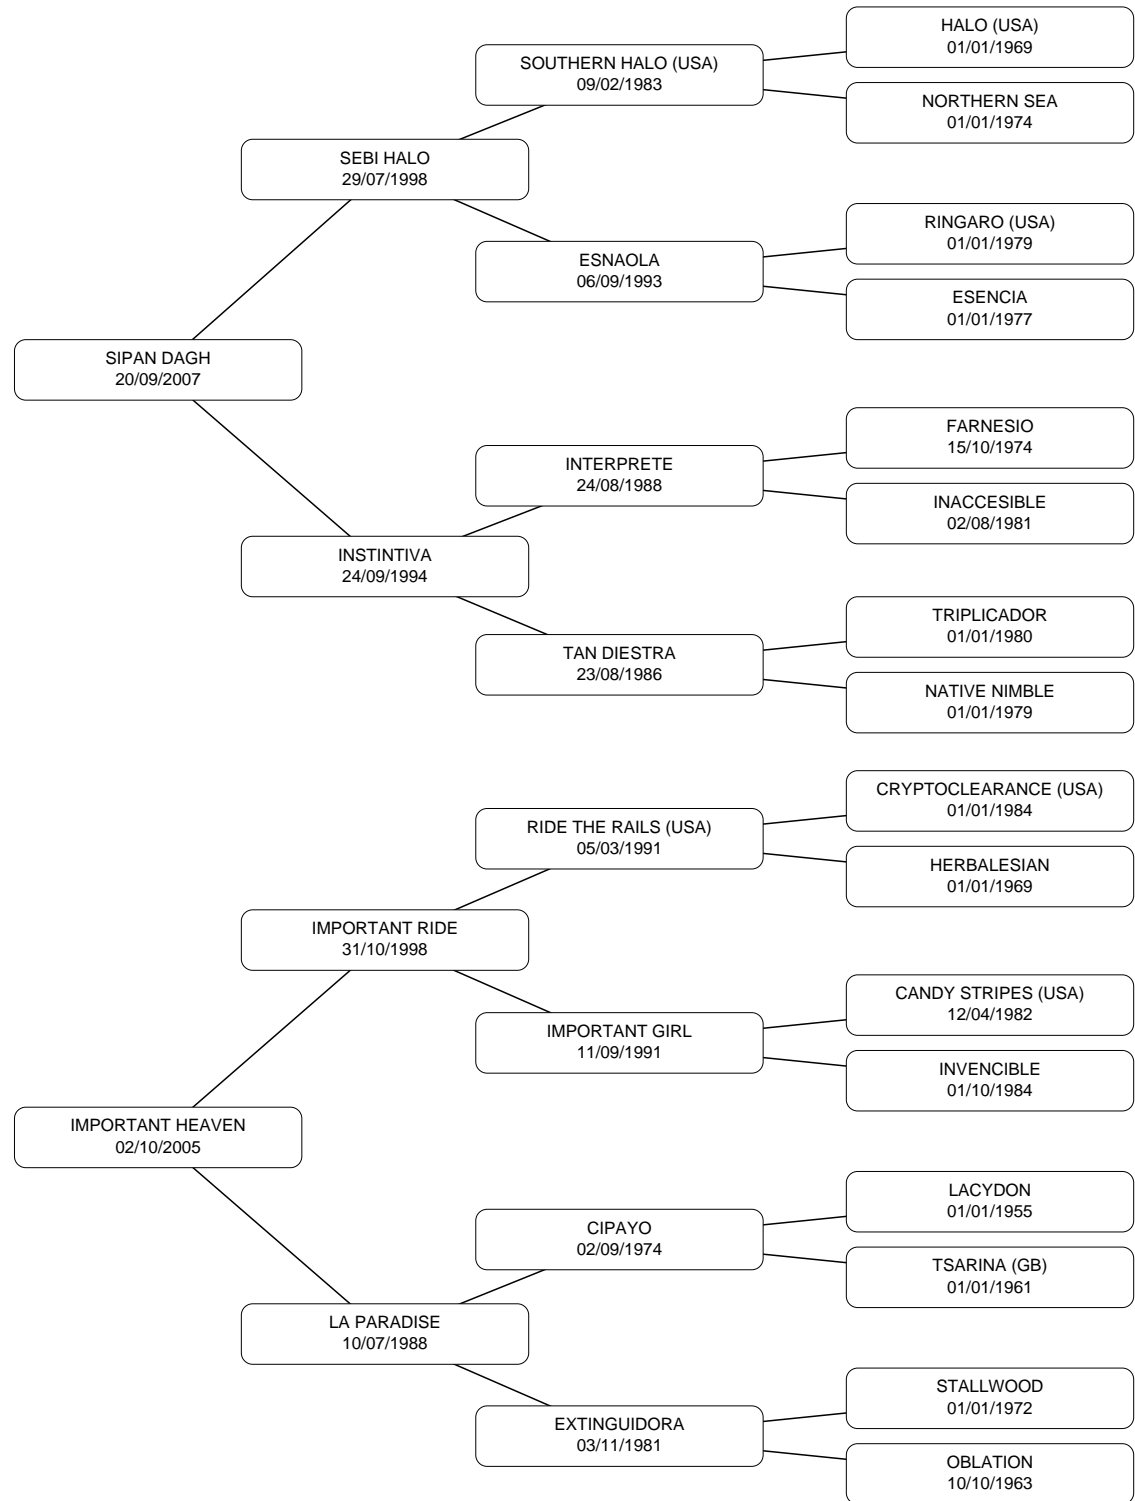 HALO (USA)
01/01/1969
SOUTHERN HALO (USA)
09/02/1983
NORTHERN SEA
01/01/1974
SEBI HALO
29/07/1998
RINGARO (USA)
01/01/1979
ESNAOLA
06/09/1993
ESENCIA
01/01/1977
SIPAN DAGH
20/09/2007
FARNESIO
15/10/1974
INTERPRETE
24/08/1988
INACCESIBLE
02/08/1981
INSTINTIVA
24/09/1994
TRIPLICADOR
01/01/1980
TAN DIESTRA
23/08/1986
NATIVE NIMBLE
01/01/1979
CRYPTOCLEARANCE (USA)
01/01/1984
RIDE THE RAILS (USA)
05/03/1991
HERBALESIAN
01/01/1969
IMPORTANT RIDE
31/10/1998
CANDY STRIPES (USA)
12/04/1982
IMPORTANT GIRL
11/09/1991
INVENCIBLE
01/10/1984
IMPORTANT HEAVEN
02/10/2005
LACYDON
01/01/1955
CIPAYO
02/09/1974
TSARINA (GB)
01/01/1961
LA PARADISE
10/07/1988
STALLWOOD
01/01/1972
EXTINGUIDORA
03/11/1981
OBLATION
10/10/1963